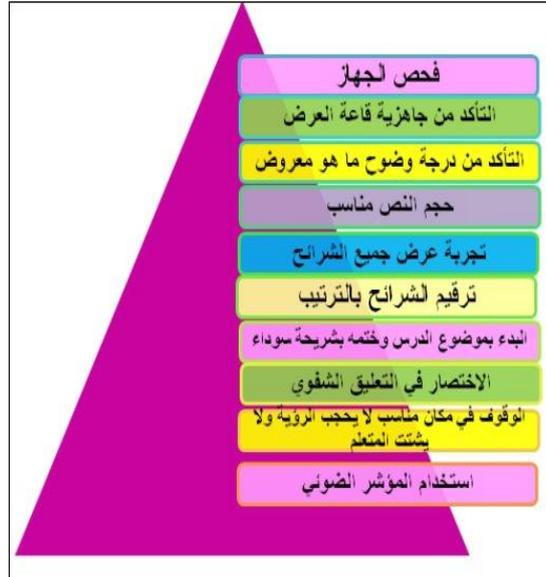 فحص الجهاز
التأكد من جاهزية قاعة العرض
التأكد من درجة وضوح ما هو معروض
حجم النص مناسب
تجربة عرض جميع الشرائح
ترقيم الشرائح بالترتيب
البدء بموضوع الدرس وختمه بشريحة سوداء
الاختصار في التعليق الشفوي
الوقوف في مكان مناسب لا يحجب الرؤية ولا
يشتت المتعلم
استخدام المؤشر الضوئي